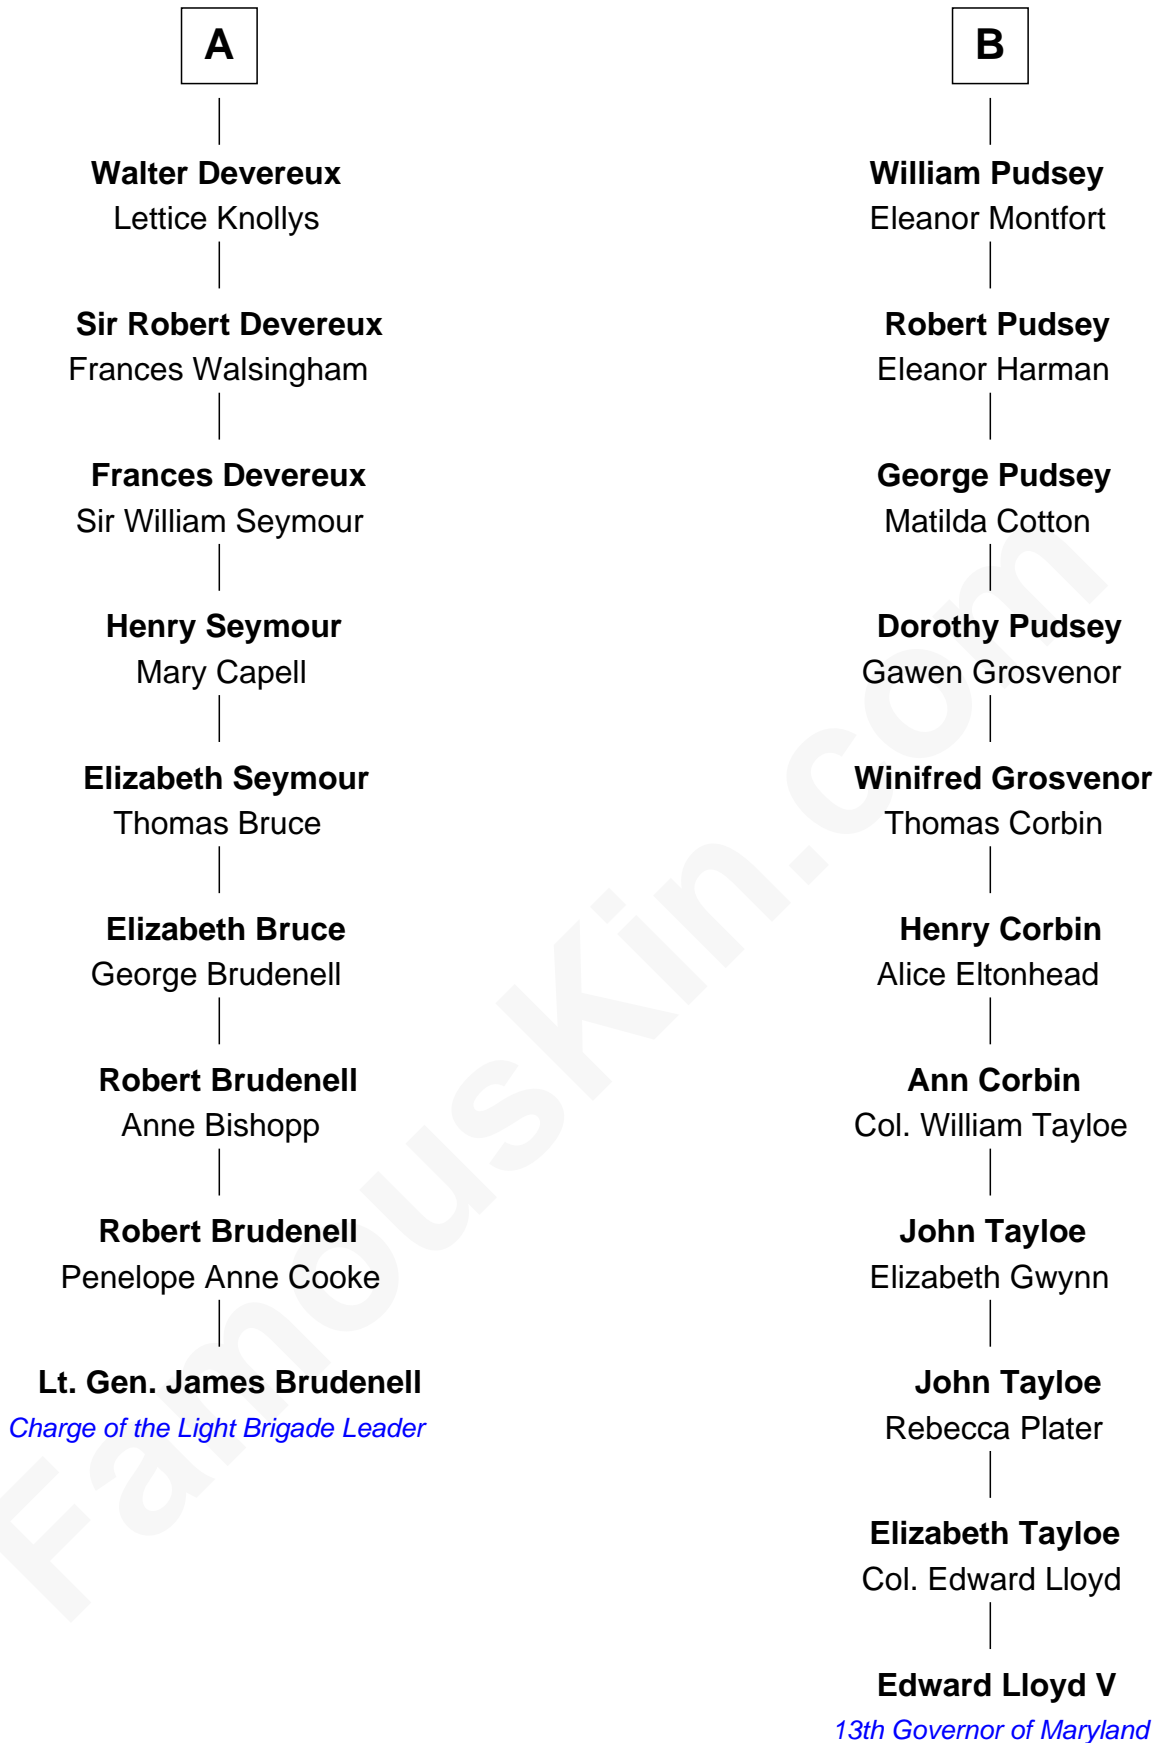 A
Walter Devereux
Lettice Knollys
Sir Robert Devereux
Frances Walsingham
Frances Devereux
Sir William Seymour
Henry Seymour
Mary Capell
Elizabeth Seymour
Thomas Bruce
Elizabeth Bruce
George Brudenell
Robert Brudenell
Anne Bishopp
Robert Brudenell
Penelope Anne Cooke
Lt. Gen. James Brudenell
Charge of the Light Brigade Leader
B
William Pudsey
Eleanor Montfort
Robert Pudsey
Eleanor Harman
George Pudsey
Matilda Cotton
Dorothy Pudsey
Gawen Grosvenor
Winifred Grosvenor
Thomas Corbin
Henry Corbin
Alice Eltonhead
Ann Corbin
Col. William Tayloe
John Tayloe
Elizabeth Gwynn
John Tayloe
Rebecca Plater
Elizabeth Tayloe
Col. Edward Lloyd
Edward Lloyd V
13th Governor of Maryland
FamousKin.com